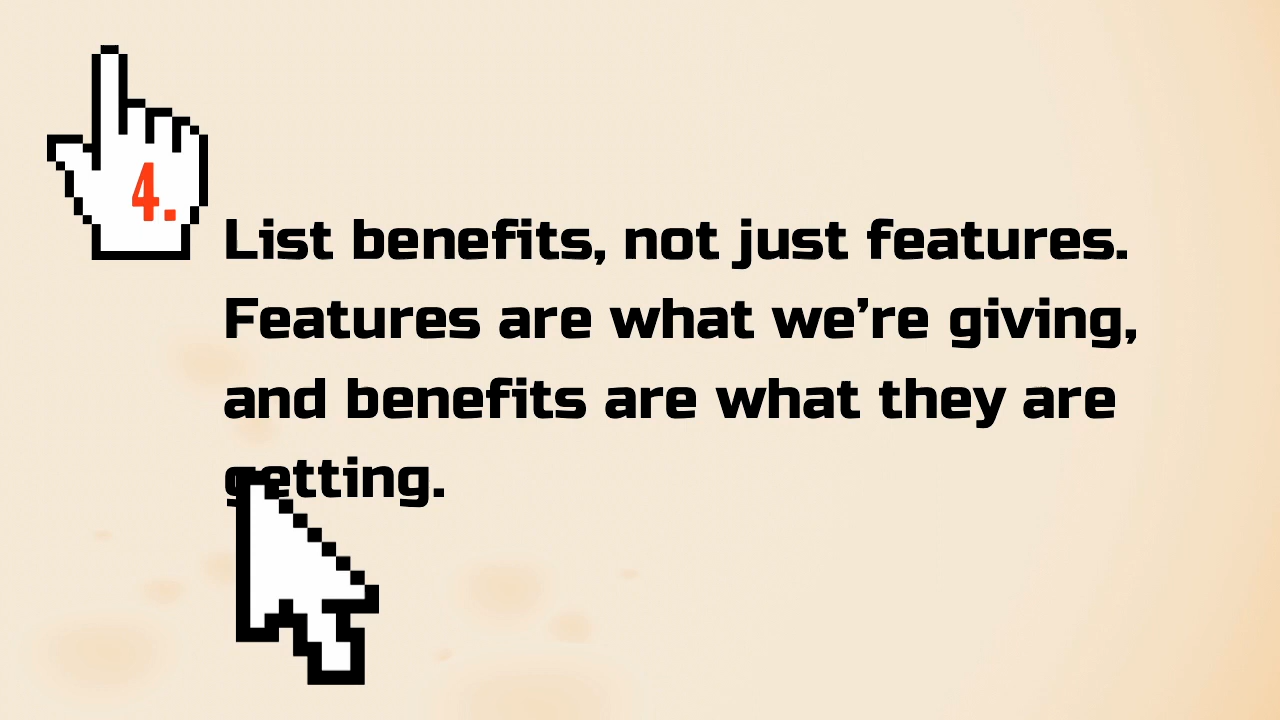 4.
List benefits, not just features.
Features are what we’re giving,
and benefits are what they are
getting.